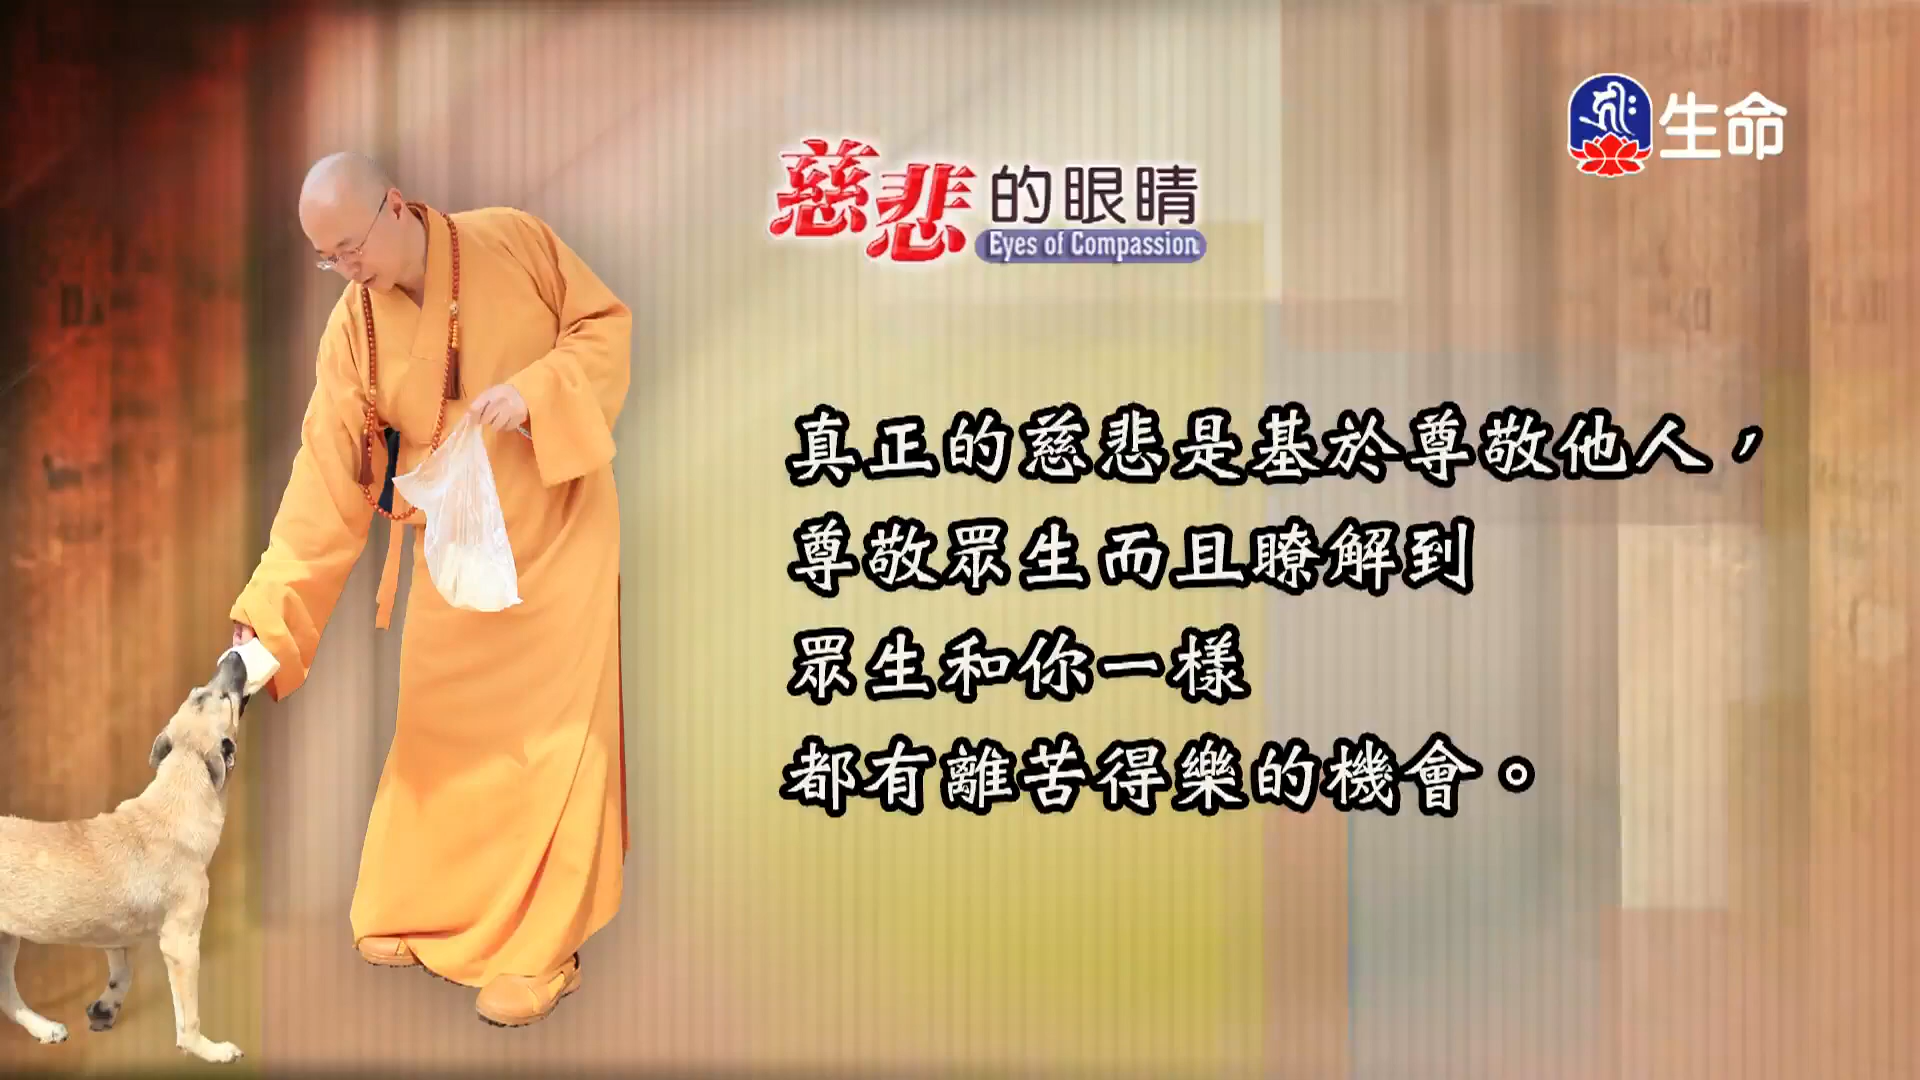 生命
慈悲的眼睛
Eyes of Compassion
真正的慈悲是基於尊敬他人，
尊敬眾生而且瞭解到
眾生和你一樣
都有離苦得樂的機會。